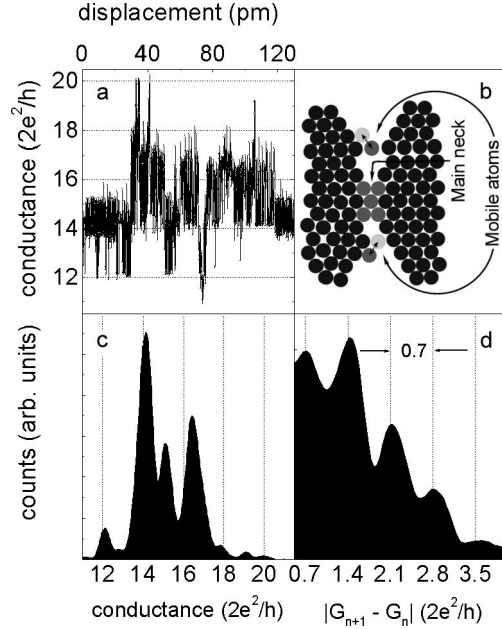 displacement (pm)
0 40 80 120
conductance (2e²/h)
20
18
16
14
12
a
b
Main neck
Mobile atoms
counts (arb. units)
c
d
0.7
12 14 16 18 20
0.7 1.4 2.1 2.8 3.5
conductance (2e²/h)
|Gₙ₊₁ - Gₙ| (2e²/h)